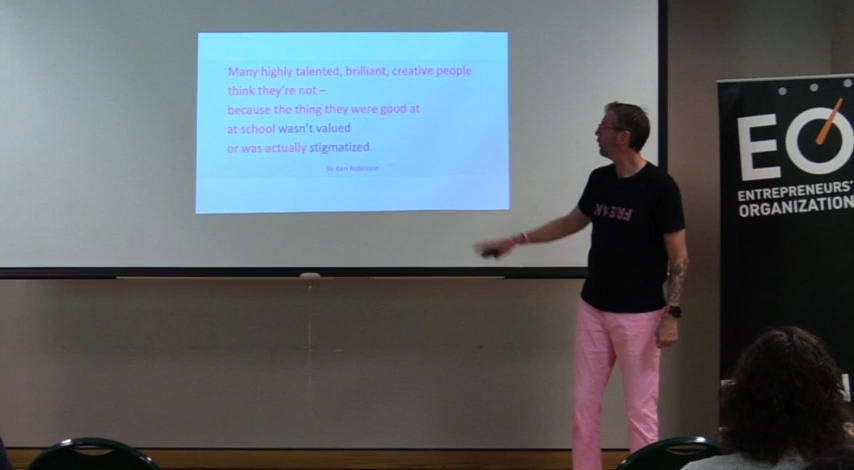 Many highly talented, brilliant, creative people
think they're not –
because the thing they were good at
at school wasn't valued
or was actually stigmatized.
Sir Ken Robinson
FREAK
EO
ENTREPRENEURS'
ORGANIZATION